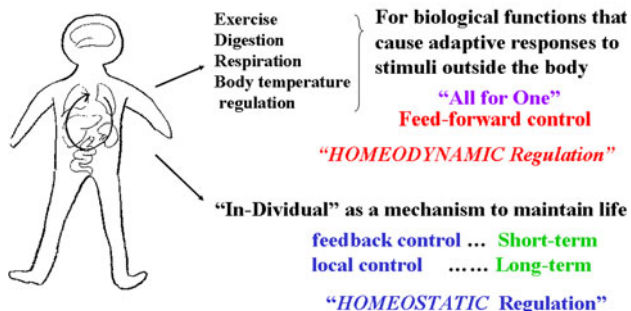 Exercise
Digestion
Respiration
Body temperature
regulation
For biological functions that
cause adaptive responses to
stimuli outside the body
“All for One”
Feed-forward control
“HOMEODYNAMIC Regulation”
“In-Dividual” as a mechanism to maintain life
feedback control ... Short-term
local control ...... Long-term
“HOMEOSTATIC Regulation”